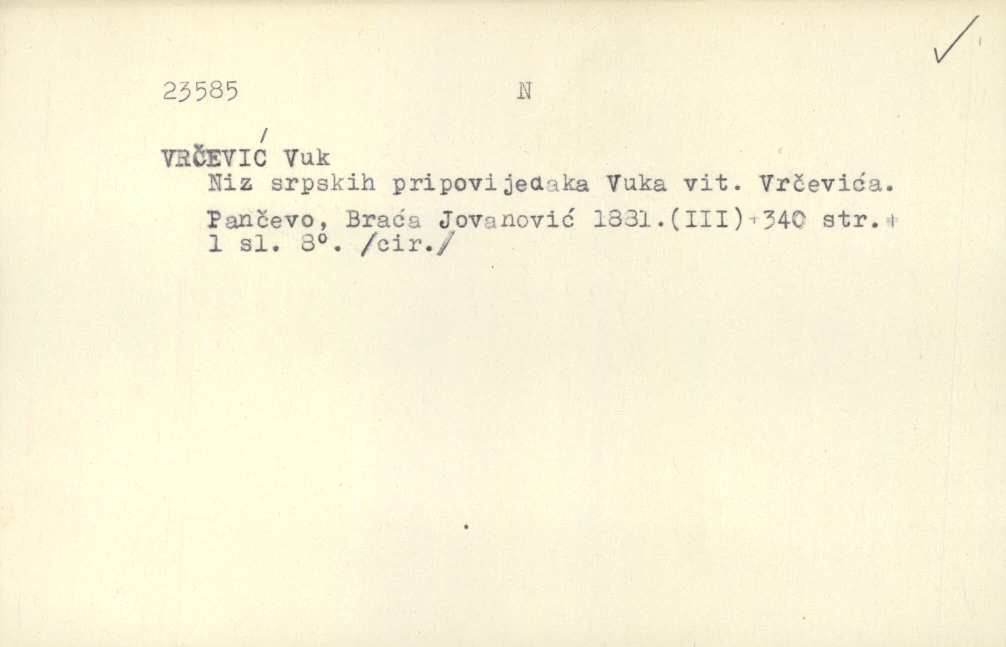 23585 N
VRČEVIĆ Vuk
Niz srpskih pripovijedaka Vuka vit. Vrčevića.
Pančevo, Braća Jovanović 1881.(III)+340 str.+
1 sl. 8°. /cir./